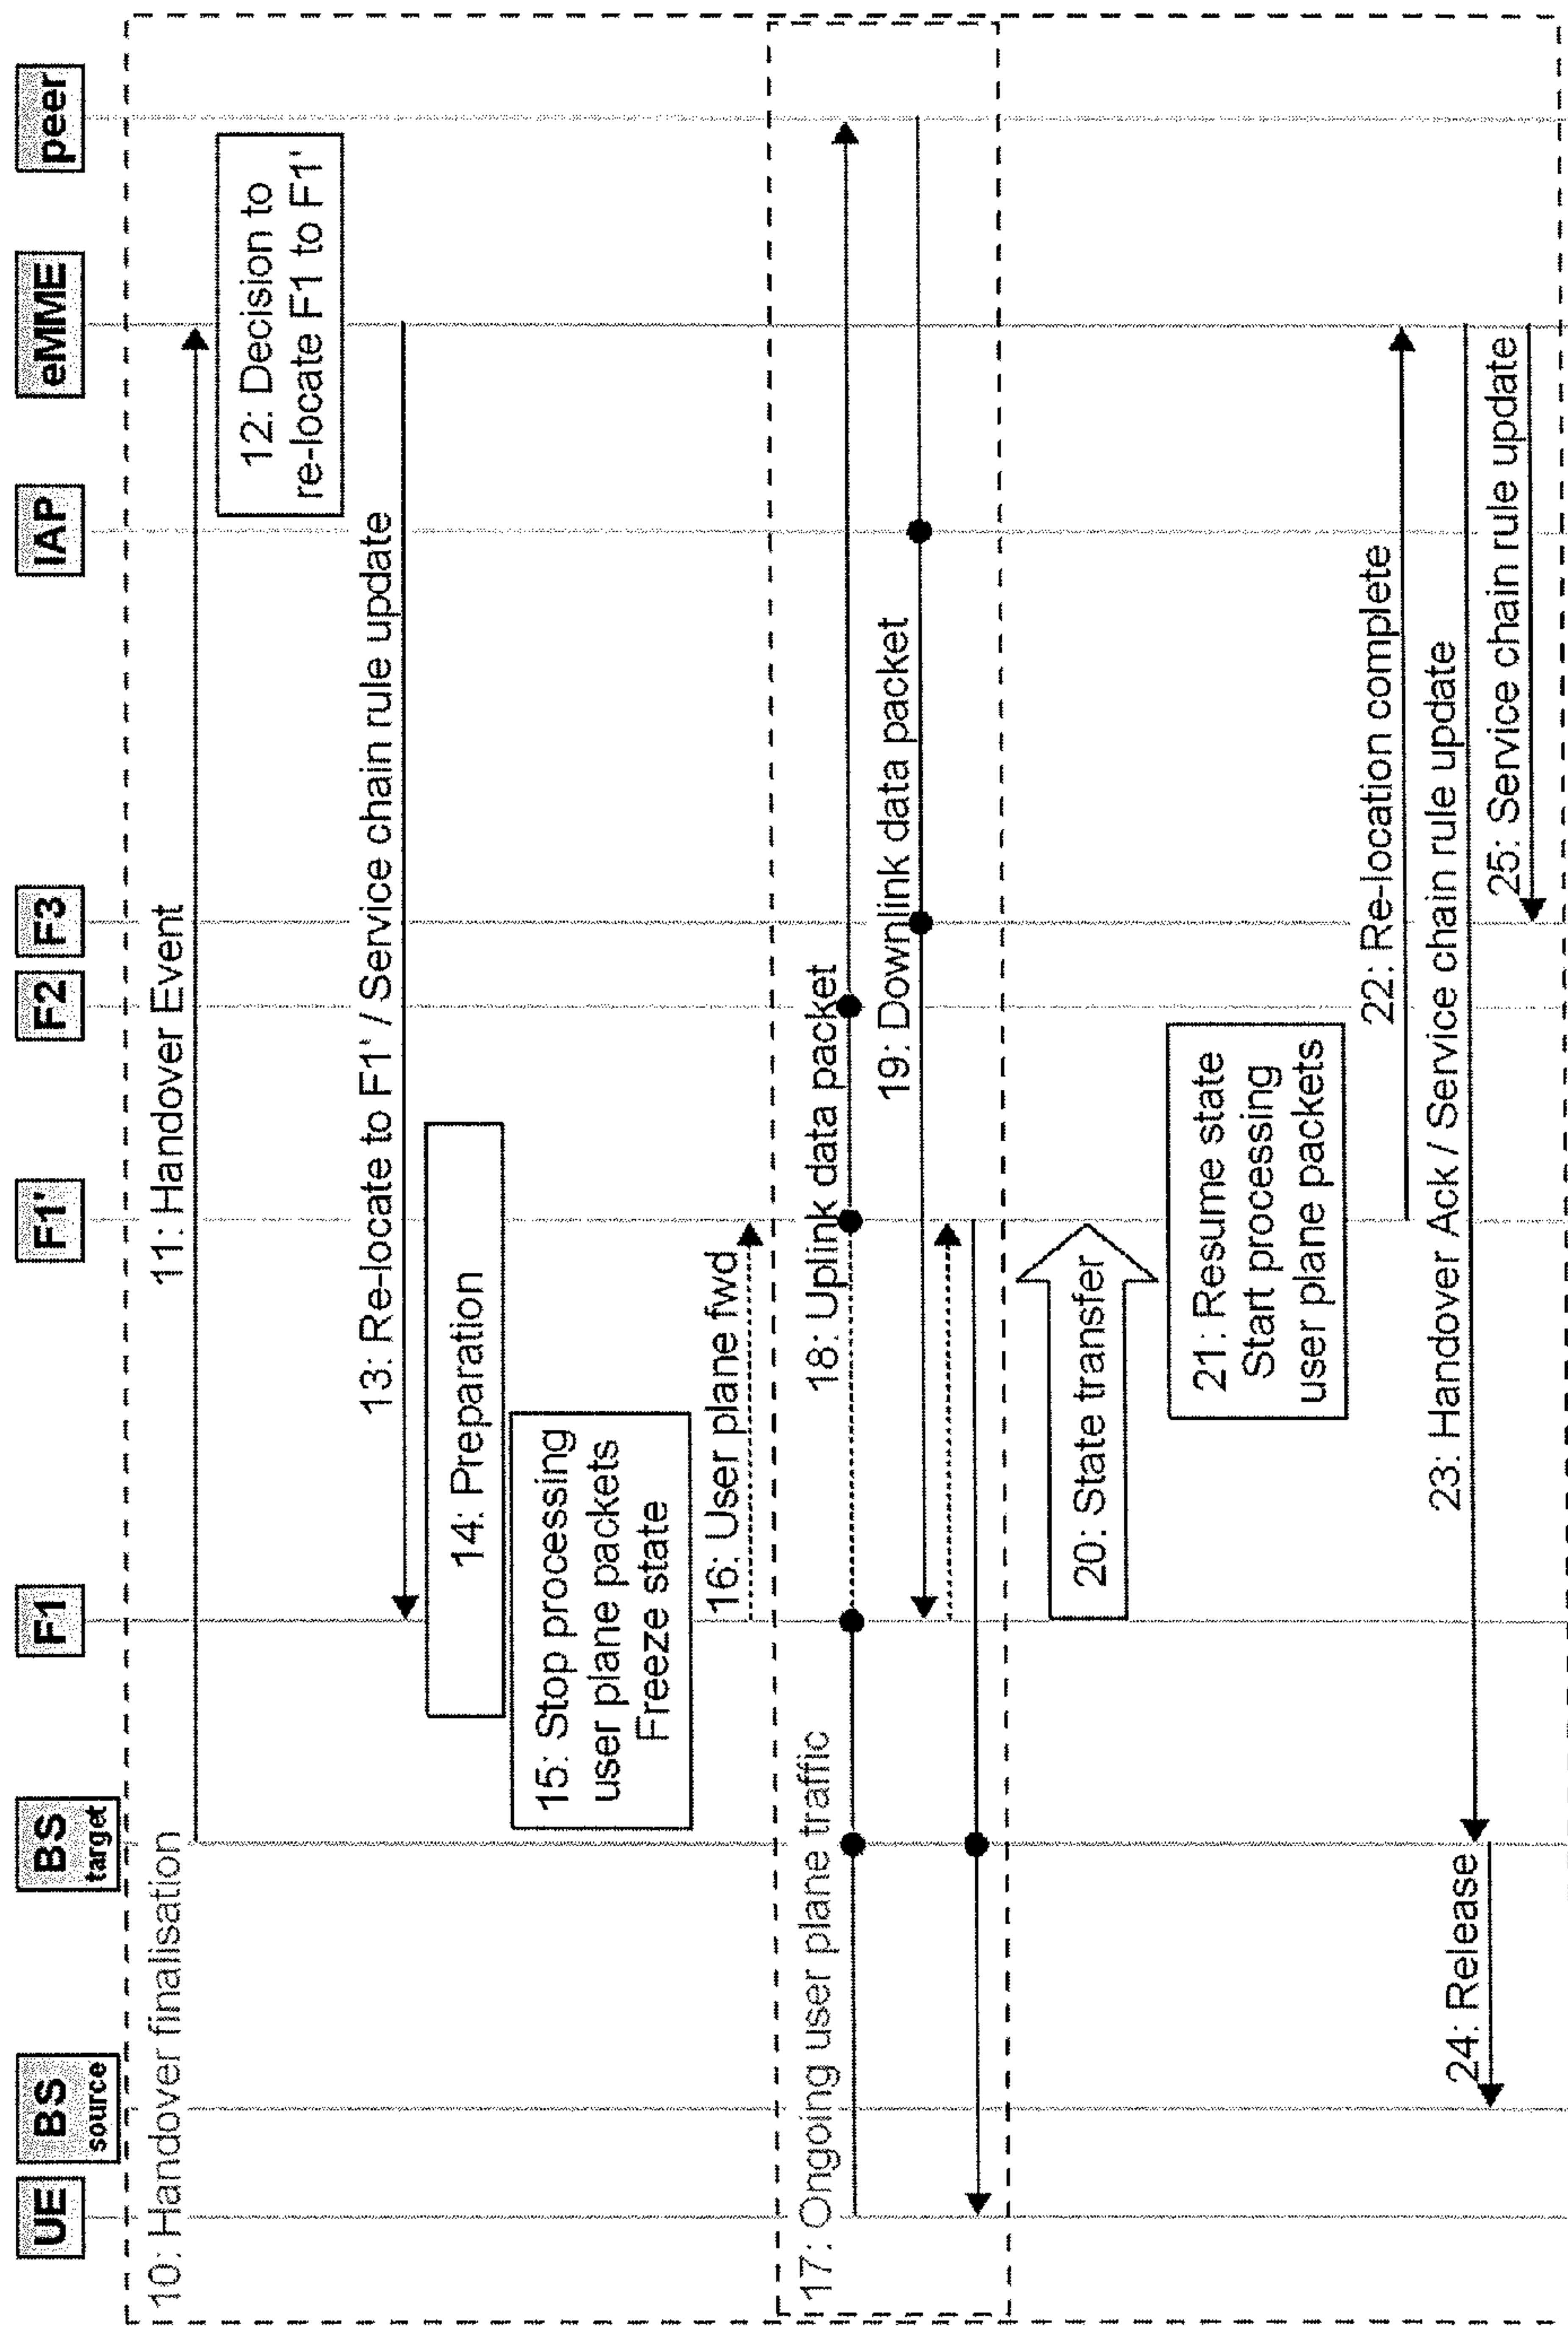 UE
BS
source
BS
target
F1
F1'
F2
F3
IAP
eMME
peer
10: Handover finalisation
11: Handover Event
12: Decision to
re-locate F1 to F1'
13: Re-locate to F1' / Service chain rule update
14: Preparation
15: Stop processing
user plane packets
Freeze state
16: User plane fwd
17: Ongoing user plane traffic
18: Uplink data packet
19: Downlink data packet
20: State transfer
21: Resume state
Start processing
user plane packets
22: Re-location complete
23: Handover Ack / Service chain rule update
24: Release
25: Service chain rule update